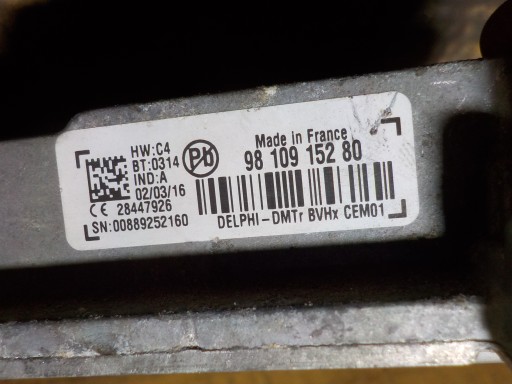 HW:C4
BT:0314
IND:A
02/03/16
CE 28447926
SN:00889252160
Pb
Made in France
98 109 152 80
DELPHI-DMTr BVHx CEM01